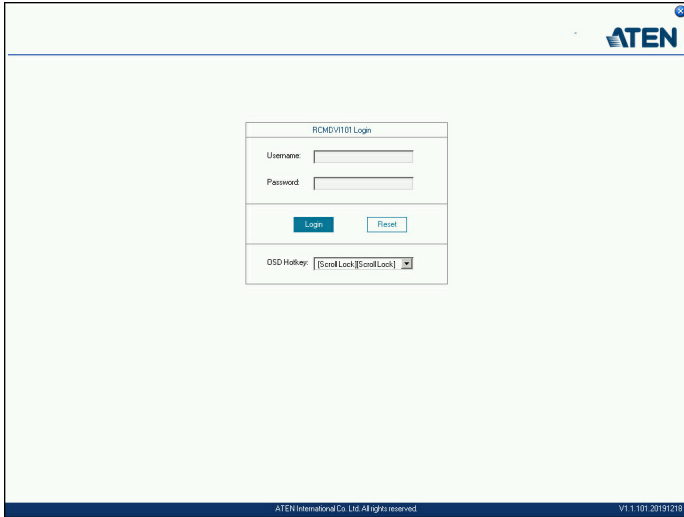 ATEN
RCMDVI101 Login
Username:
Password:
Login Reset
OSD Hotkey: [Scroll Lock][Scroll Lock]
ATEN International Co. Ltd. All rights reserved. V1.1.101.20191218